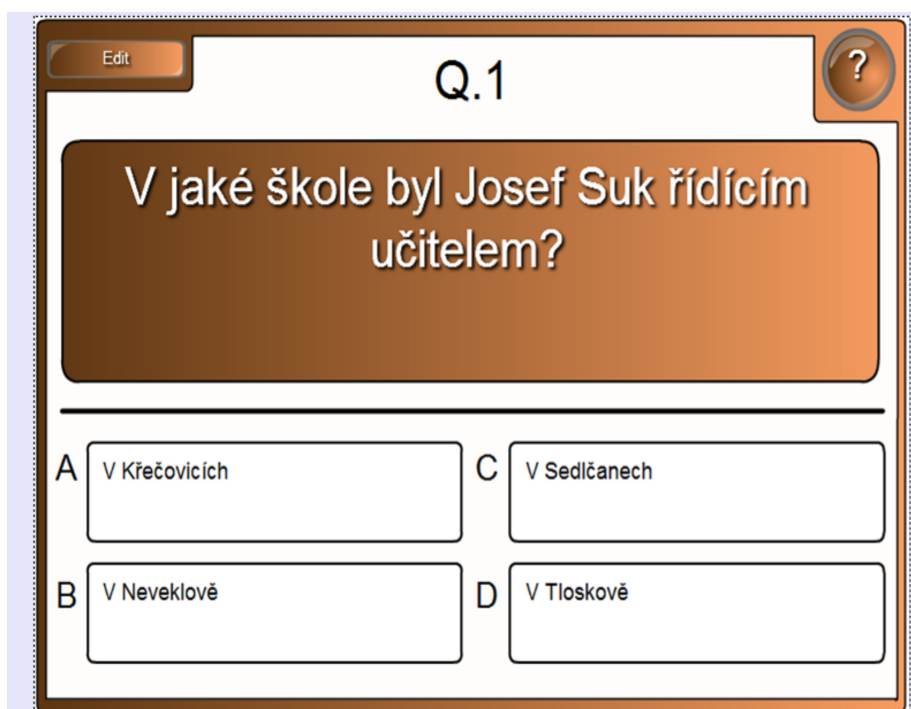 Edit
Q.1
?
V jaké škole byl Josef Suk řídícím
učitelem?
A
V Křečovicích
C
V Sedlčanech
B
V Neveklově
D
V Tloskově